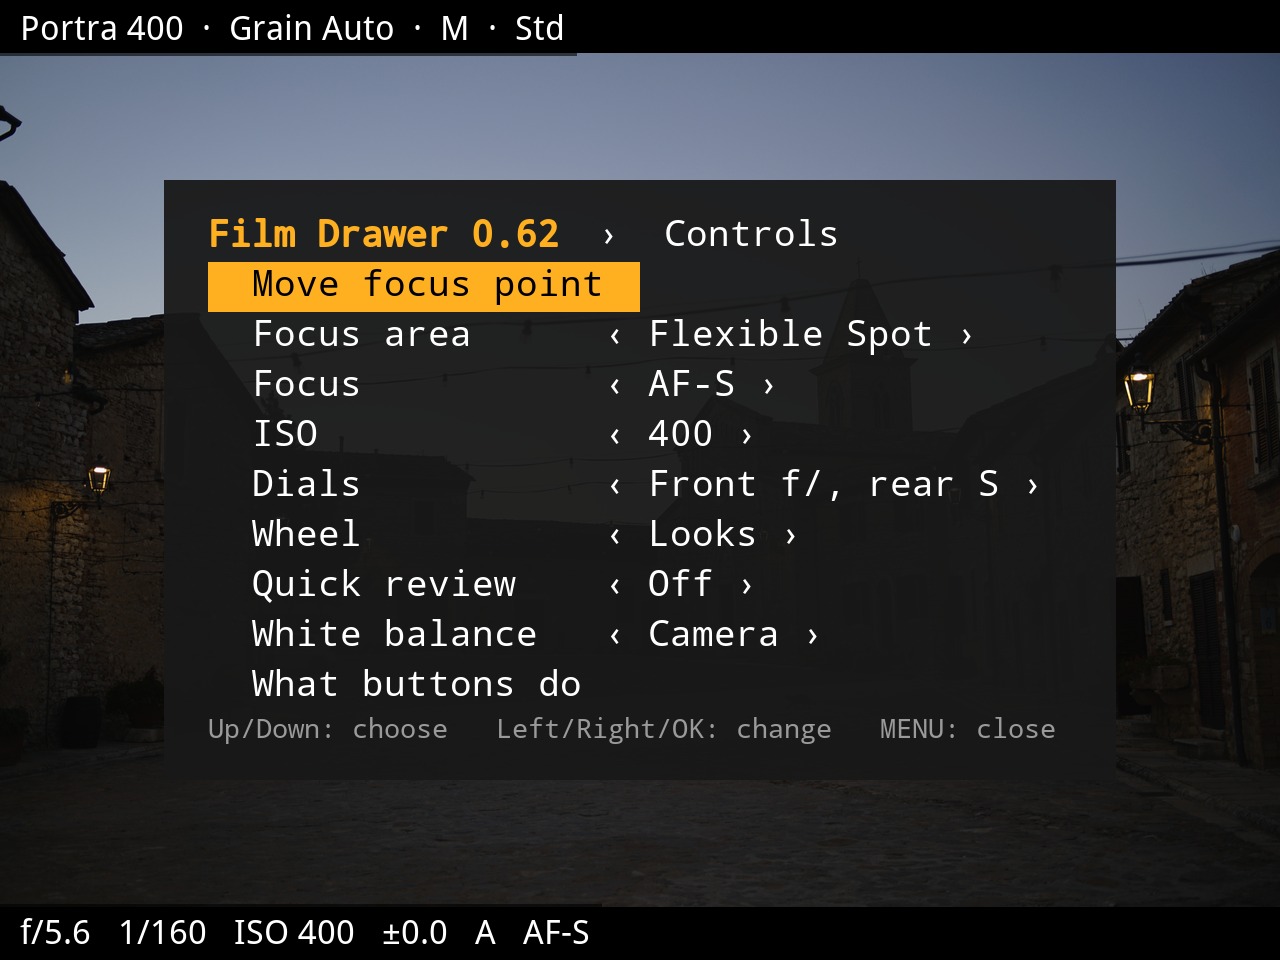 Portra 400 · Grain Auto · M · Std
Film Drawer 0.62 › Controls
Move focus point
Focus area ‹ Flexible Spot ›
Focus ‹ AF-S ›
ISO ‹ 400 ›
Dials ‹ Front f/, rear S ›
Wheel ‹ Looks ›
Quick review ‹ Off ›
White balance ‹ Camera ›
What buttons do
Up/Down: choose Left/Right/OK: change MENU: close
f/5.6 1/160 ISO 400 ±0.0 A AF-S